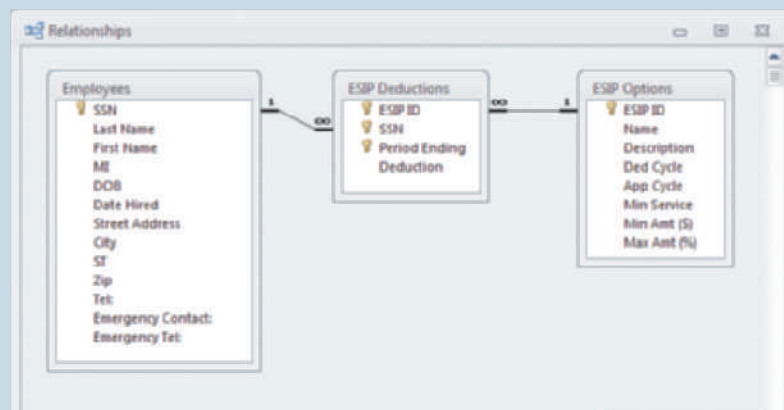 Relationships
Employees
SSN
Last Name
First Name
MI
DOB
Date Hired
Street Address
City
ST
Zip
Tel:
Emergency Contact:
Emergency Tel:
1
∞
ESIP Deductions
ESIP ID
SSN
Period Ending
Deduction
∞
1
ESIP Options
ESIP ID
Name
Description
Ded Cycle
App Cycle
Min Service
Min Amt ($)
Max Amt (%)